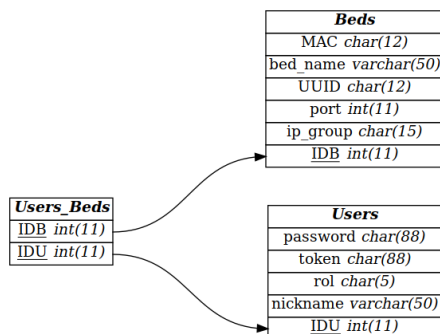 Beds
MAC char(12)
bed_name varchar(50)
UUID char(12)
port int(11)
ip_group char(15)
IDB int(11)
Users_Beds
IDB int(11)
IDU int(11)
Users
password char(88)
token char(88)
rol char(5)
nickname varchar(50)
IDU int(11)